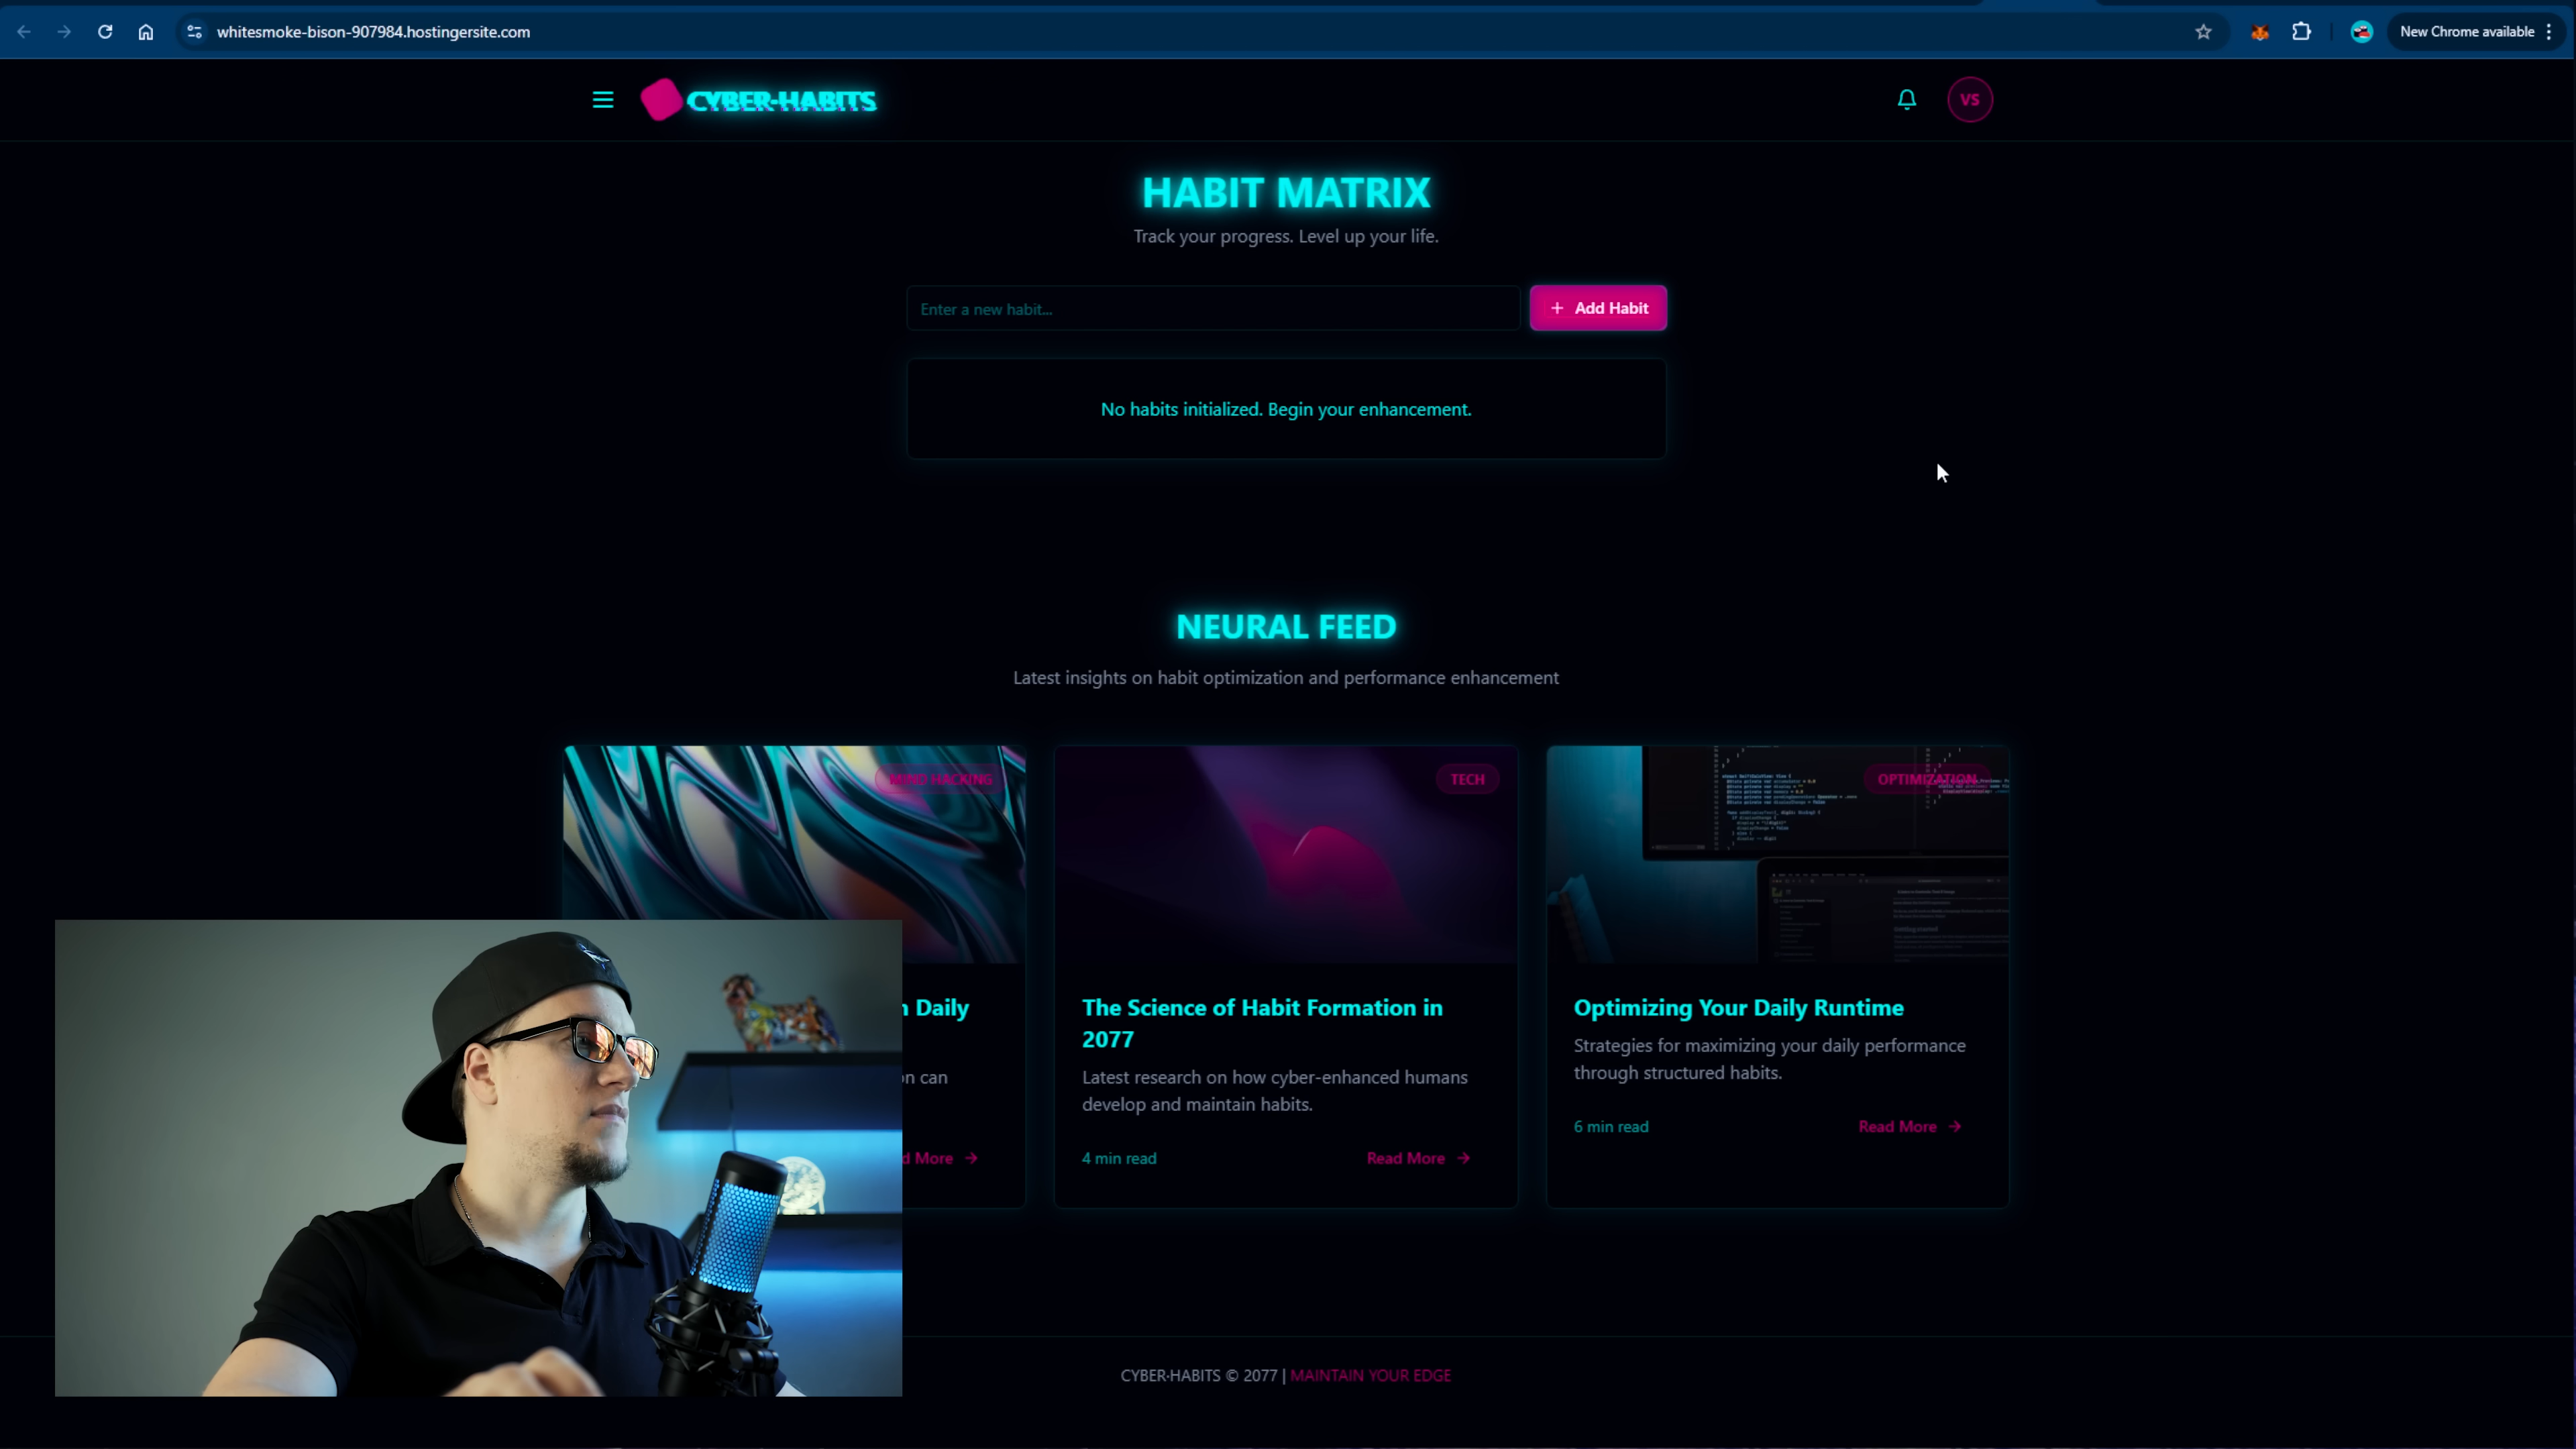 whitesmoke-bison-907984.hostingersite.com
New Chrome available
CYBER·HABITS
VS
HABIT MATRIX
Track your progress. Level up your life.
Enter a new habit...
+ Add Habit
No habits initialized. Begin your enhancement.
NEURAL FEED
Latest insights on habit optimization and performance enhancement
MIND HACKING
Daily
can
More →
TECH
The Science of Habit Formation in
2077
Latest research on how cyber-enhanced humans
develop and maintain habits.
4 min read
Read More →
OPTIMIZATION
Optimizing Your Daily Runtime
Strategies for maximizing your daily performance
through structured habits.
6 min read
Read More →
CYBER·HABITS © 2077 | MAINTAIN YOUR EDGE